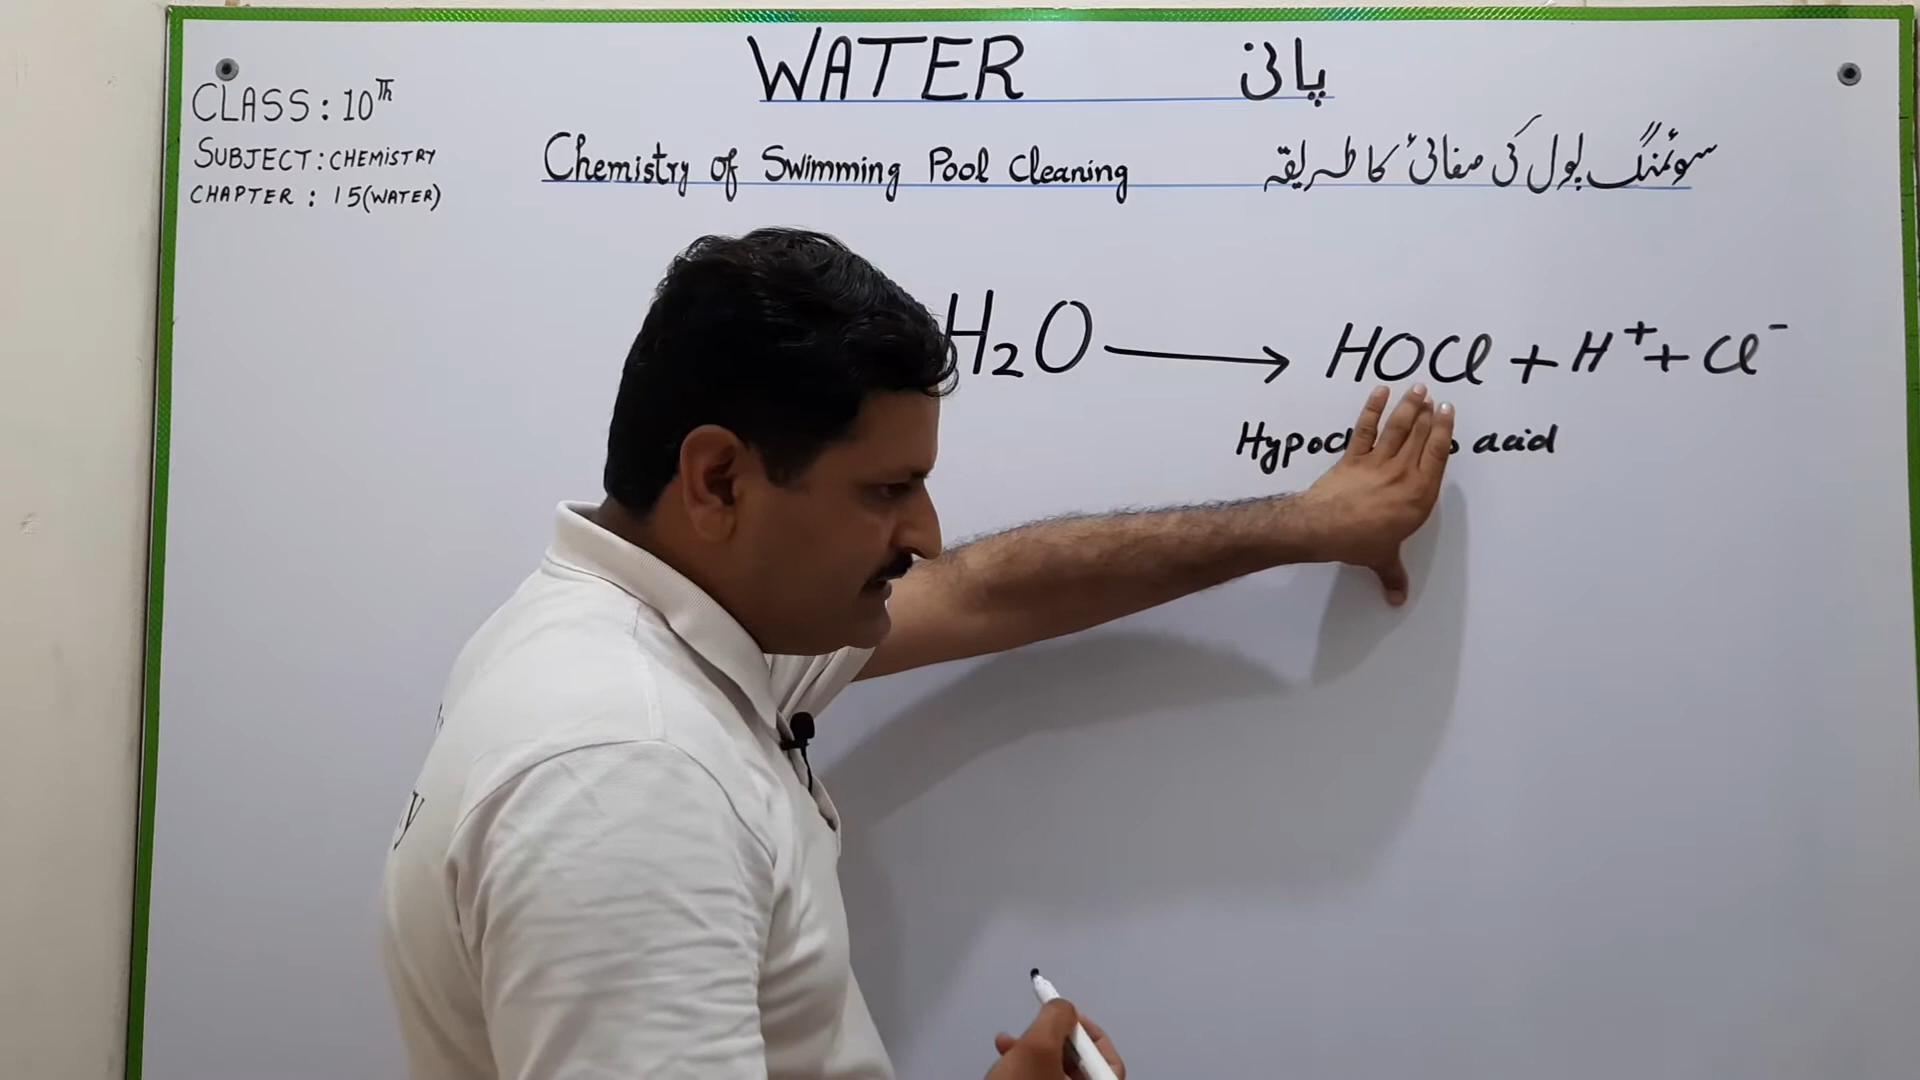 WATER پانی
CLASS: 10Th
SUBJECT: CHEMISTRY
CHAPTER: 15(WATER)
Chemistry of Swimming Pool Cleaning سوئمنگ پول کی صفائی کا طریقہ
H₂O → HOCl + H⁺ + Cl⁻
acid